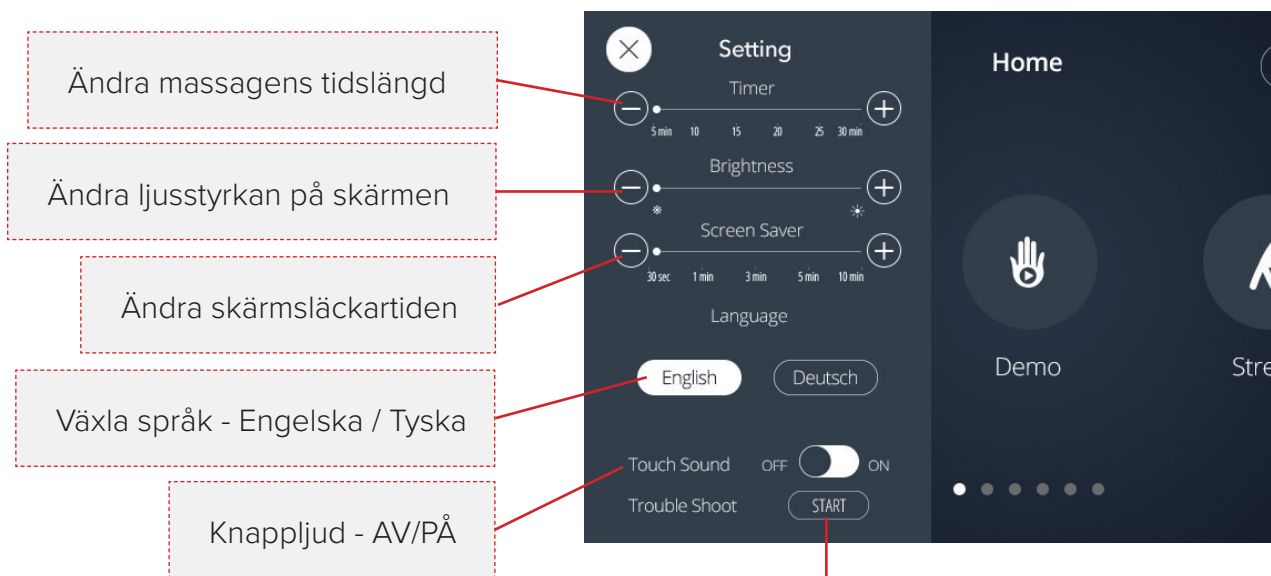 Ändra massagens tidslängd
Ändra ljusstyrkan på skärmen
Ändra skärmsläckartiden
Växla språk - Engelska / Tyska
Knappljud - AV/PÅ
Setting
Timer
5 min 10 15 20 25 30 min
Brightness
Screen Saver
30 sec 1 min 3 min 5 min 10 min
Language
English Deutsch
Touch Sound OFF ON
Trouble Shoot START
Home
Demo
Stre